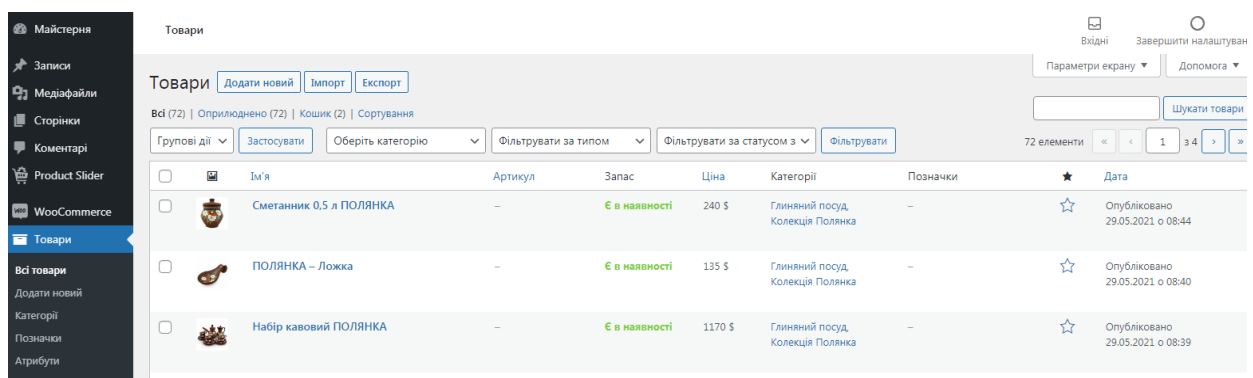 Майстерня
Записи
Медіафайли
Сторінки
Коментарі
Product Slider
WooCommerce
Товари
Всі товари
Додати новий
Категорії
Позначки
Атрибути
Товари
Вхідні
Завершити налаштуван
Параметри екрану ▼ Допомога ▼
Товари Додати новий Імпорт Експорт
Всі (72) | Оприлюднено (72) | Кошик (2) | Сортування
Шукати товари
Групові дії Застосувати Оберіть категорію Фільтрувати за типом Фільтрувати за статусом з Фільтрувати 72 елементи « ‹ 1 з 4 › »
Ім'я Артикул Запас Ціна Категорії Позначки ★ Дата
Сметанник 0,5 л ПОЛЯНКА – Є в наявності 240 $ Глиняний посуд, – Опубліковано
Колекція Полянка 29.05.2021 о 08:44
ПОЛЯНКА – Ложка – Є в наявності 135 $ Глиняний посуд, – Опубліковано
Колекція Полянка 29.05.2021 о 08:40
Набір кавовий ПОЛЯНКА – Є в наявності 1170 $ Глиняний посуд, – Опубліковано
Колекція Полянка 29.05.2021 о 08:39